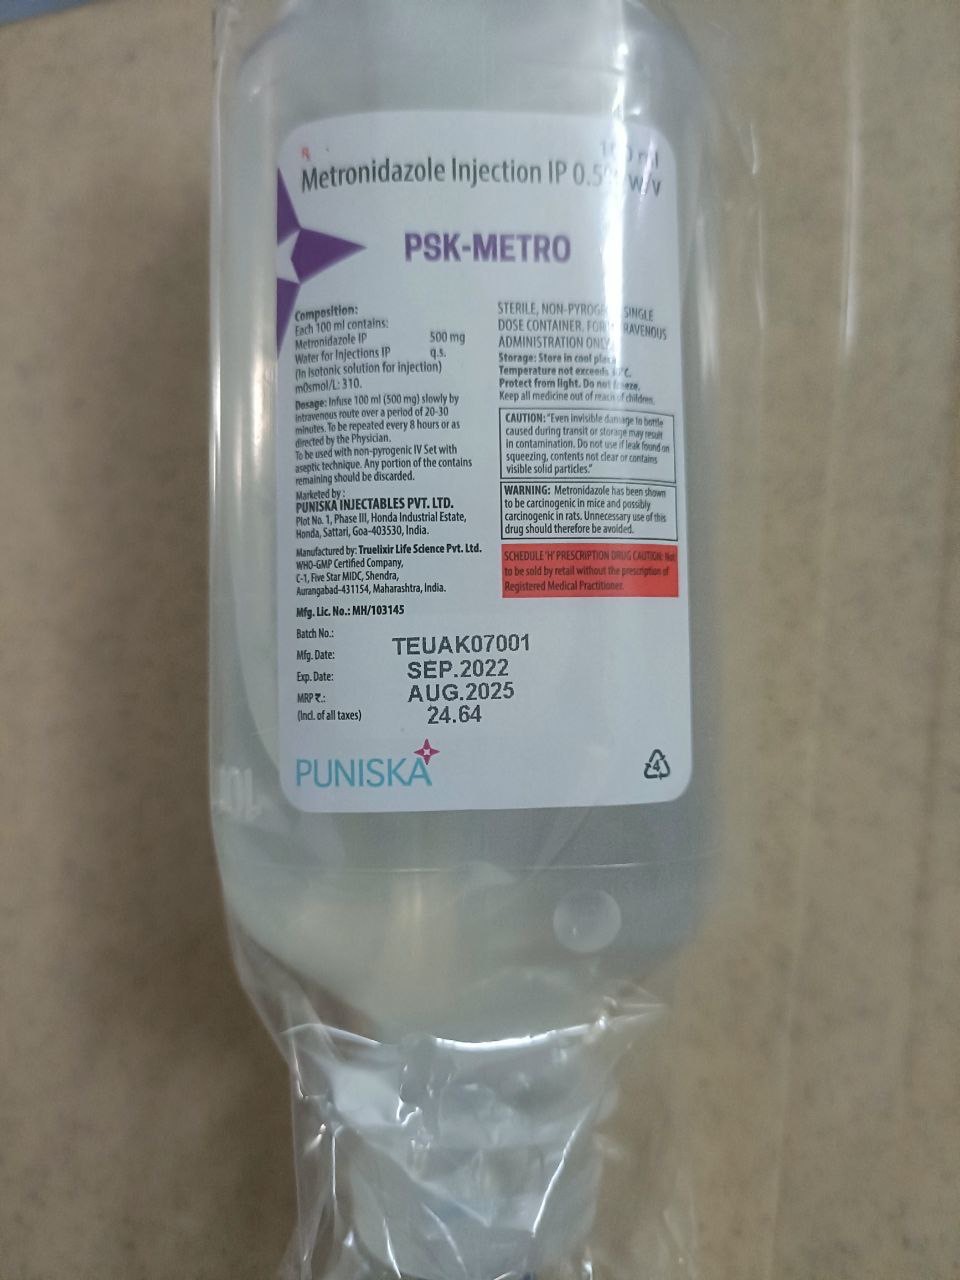 Metronidazole Injection IP 0.5% W/V
PSK-METRO
Composition:
Each 100 ml contains:
Metronidazole IP 500 mg
Water for Injections IP q.s.
(In Isotonic solution for injection)
mOsmol/L: 310.
Dosage: Infuse 100 ml (500 mg) slowly by
intravenous route over a period of 20-30
minutes. To be repeated every 8 hours or as
directed by the Physician.
To be used with non-pyrogenic IV Set with
aseptic technique. Any portion of the contents
remaining should be discarded.
Marketed by :
PUNISKA INJECTABLES PVT. LTD.
Plot No. 1, Phase III, Honda Industrial Estate,
Honda, Sattari, Goa-403530, India.
Manufactured by: Truelixir Life Science Pvt. Ltd.
WHO-GMP Certified Company,
C-1, Five Star MIDC, Shendra,
Aurangabad-431154, Maharashtra, India.
Mfg. Lic. No.: MH/103145
Batch No.: TEUAK07001
Mfg. Date: SEP.2022
Exp. Date: AUG.2025
MRP ₹.: 24.64
(Incl. of all taxes)
PUNISKA
STERILE, NON-PYROGE SINGLE
DOSE CONTAINER. FOR RAVENOUS
ADMINISTRATION ONLY
Storage: Store in cool place
Temperature not exceeds °C.
Protect from light. Do not freeze.
Keep all medicine out of reach of children.
CAUTION: "Even invisible damage to bottle
caused during transit or storage may result
in contamination. Do not use if leak found on
squeezing, contents not clear or contains
visible solid particles."
WARNING: Metronidazole has been shown
to be carcinogenic in mice and possibly
carcinogenic in rats. Unnecessary use of this
drug should therefore be avoided.
SCHEDULE 'H' PRESCRIPTION DRUG CAUTION: Not
to be sold by retail without the prescription of
Registered Medical Practitioner.
4